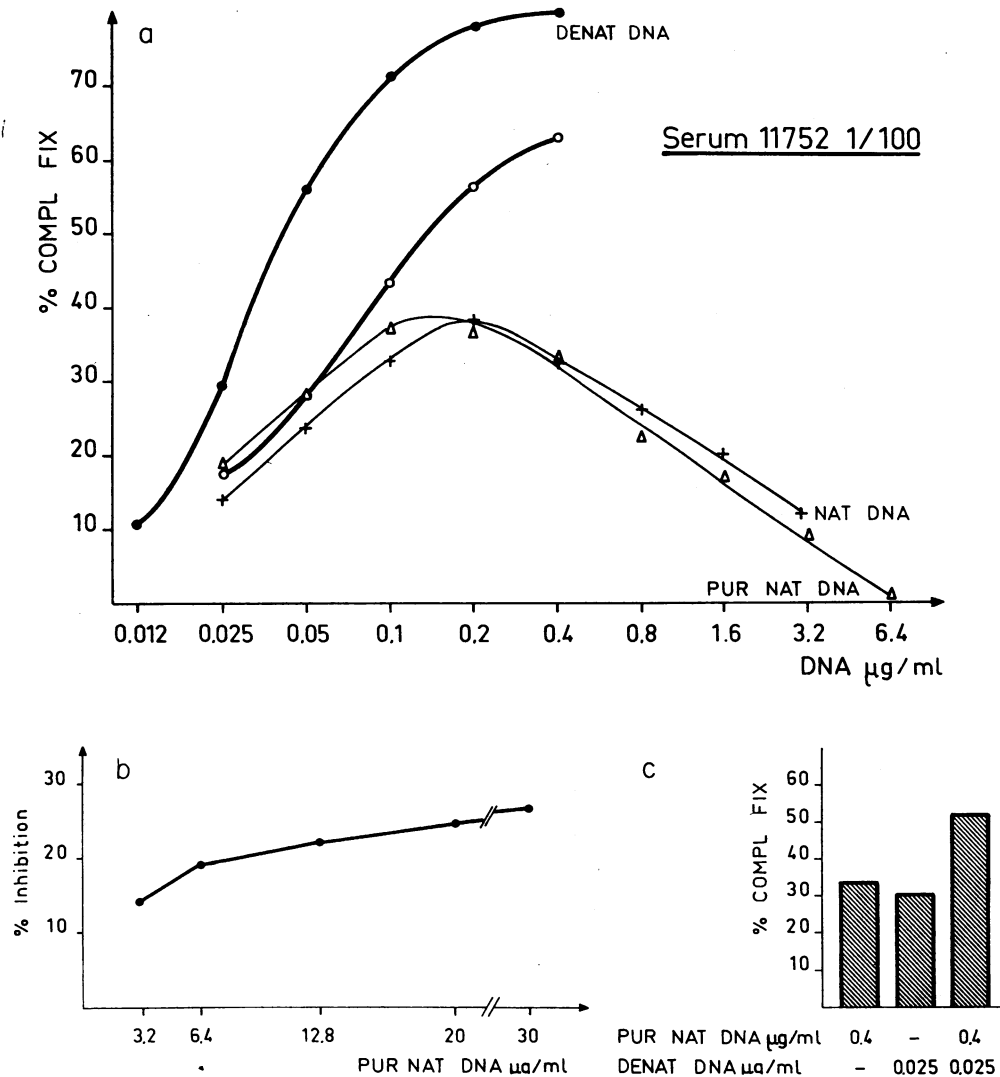 a
DENAT DNA
Serum 11752 1/100
% COMPL FIX
70
60
50
40
30
20
10
NAT DNA
PUR NAT DNA
0.012 0.025 0.05 0.1 0.2 0.4 0.8 1.6 3.2 6.4
DNA µg/ml
b
% Inhibition
30
20
10
3.2 6.4 12.8 20 30
PUR NAT DNA µg/ml
c
% COMPL FIX
60
50
40
30
20
10
PUR NAT DNA µg/ml 0.4 – 0.4
DENAT DNA µg/ml – 0.025 0.025